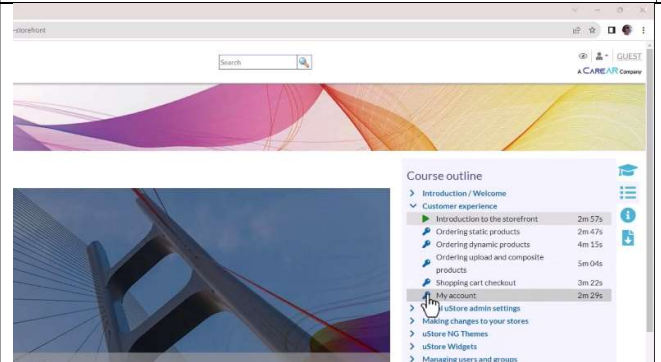 -storefront
Search
GUEST
A CAREAR Company
Course outline
Introduction / Welcome
Customer experience
Introduction to the storefront 2m 57s
Ordering static products 2m 47s
Ordering dynamic products 4m 15s
Ordering upload and composite
products 5m 04s
Shopping cart checkout 3m 22s
My account 2m 29s
uStore admin settings
Making changes to your stores
uStore NG Themes
uStore Widgets
Managing users and groups